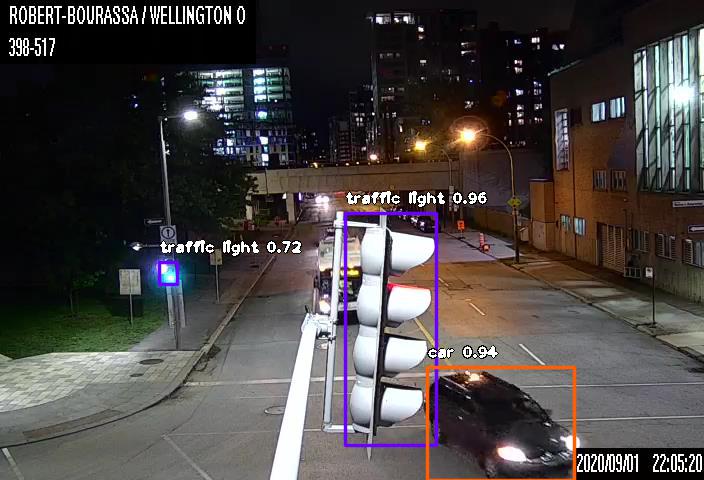 ROBERT-BOURASSA / WELLINGTON O
398-517
traffic light 0.96
traffic light 0.72
car 0.94
2020/09/01 22:05:20